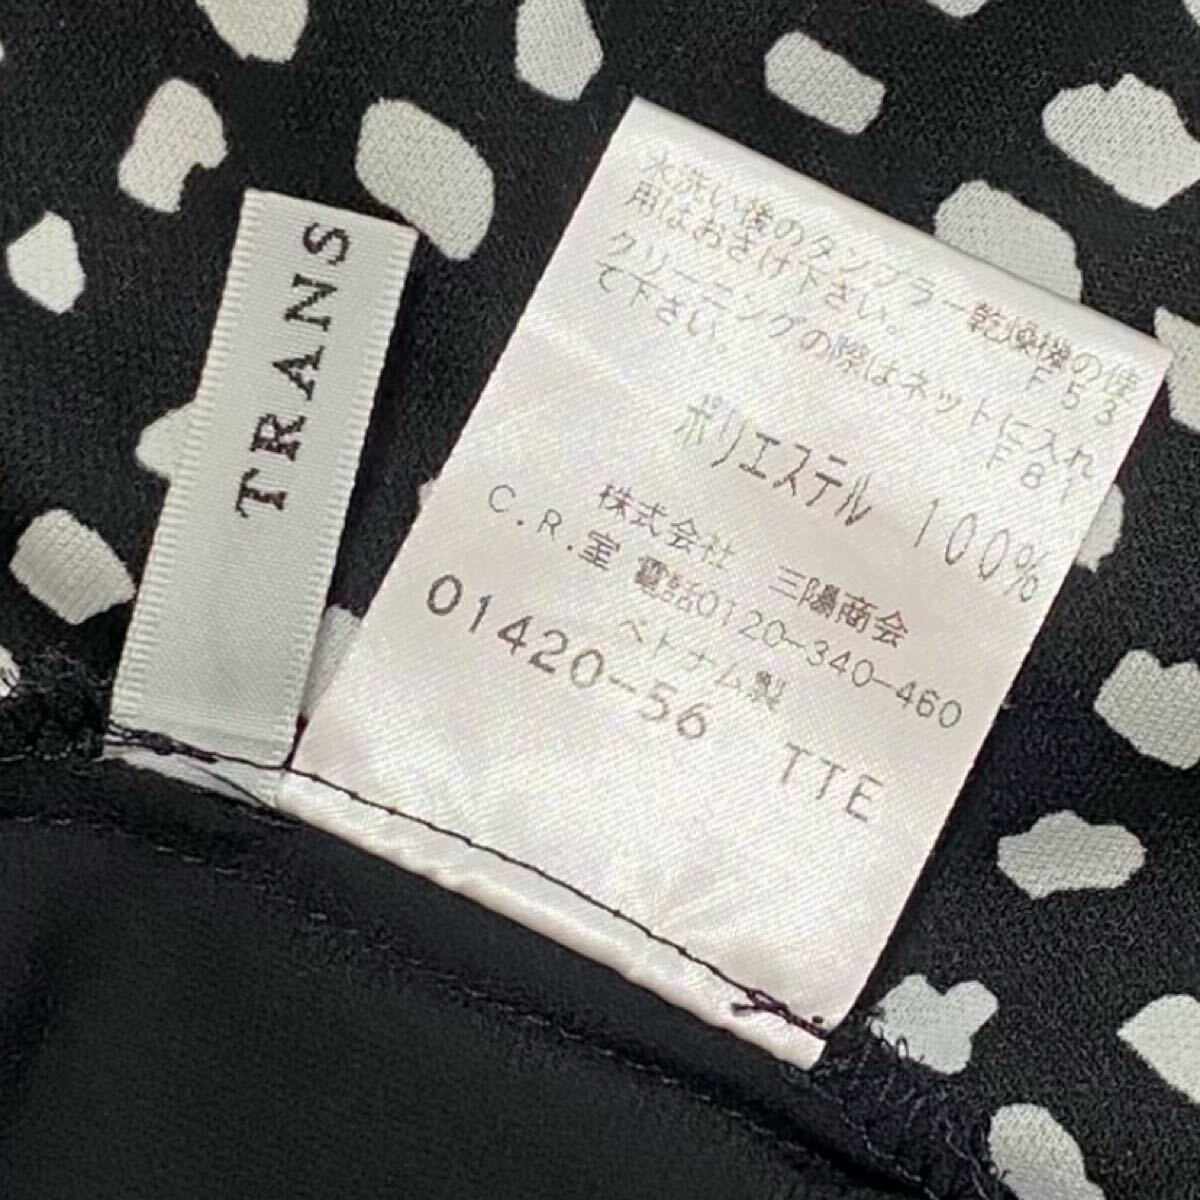 TRANS
水洗い後のタンブラー乾燥機の使
用はおさけ下さい。 F53
クリーニングの際はネットに入れ
て下さい。 F81
ポリエステル 100%
株式会社 三陽商会
C.R.室 電話0120-340-460
ベトナム製
01420-56 TTE